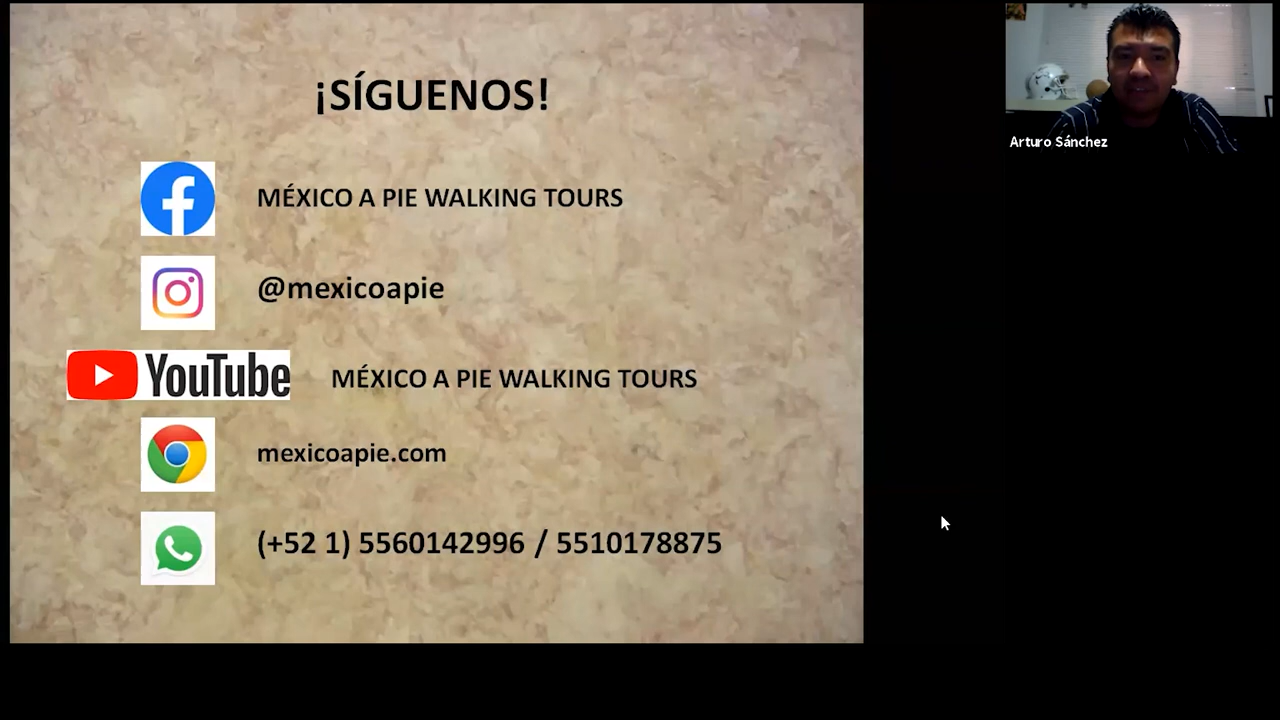 ¡SÍGUENOS!
MÉXICO A PIE WALKING TOURS
@mexicoapie
YouTube MÉXICO A PIE WALKING TOURS
mexicoapie.com
(+52 1) 5560142996 / 5510178875
Arturo Sánchez